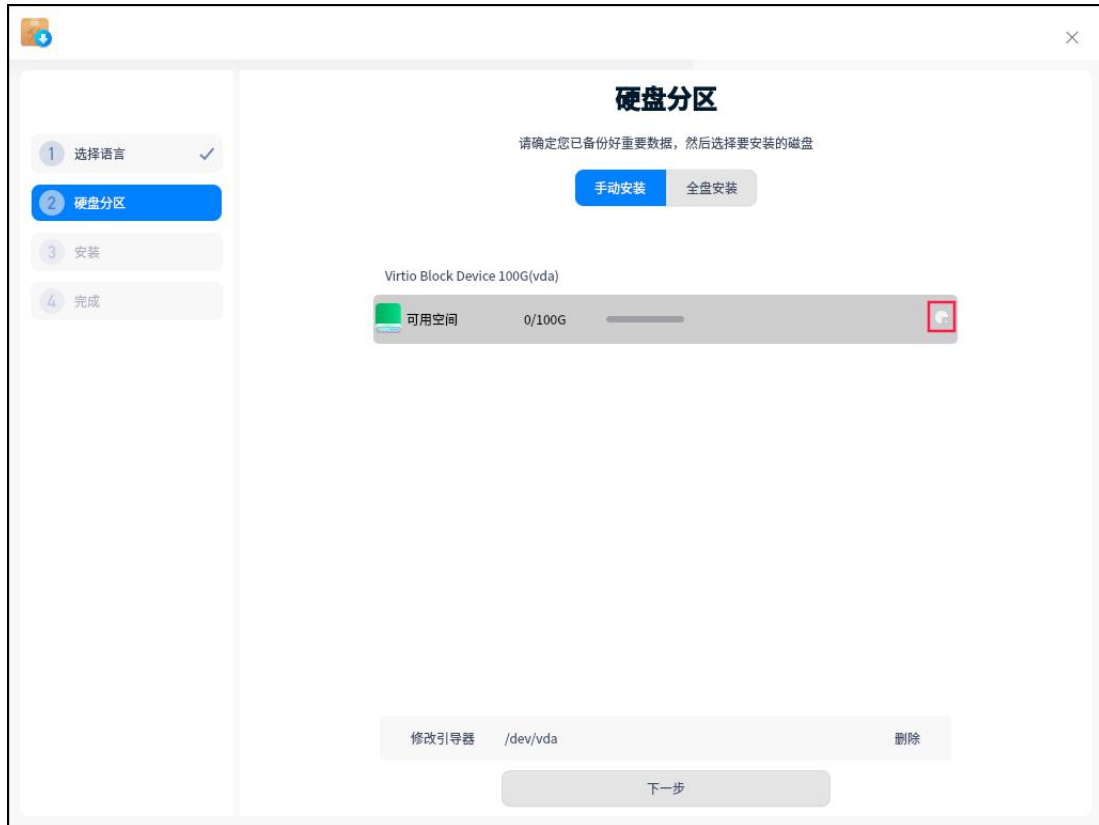 硬盘分区
请确定您已备份好重要数据，然后选择要安装的磁盘
1 选择语言
2 硬盘分区
3 安装
4 完成
手动安装 全盘安装
Virtio Block Device 100G(vda)
可用空间 0/100G
修改引导器 /dev/vda 删除
下一步